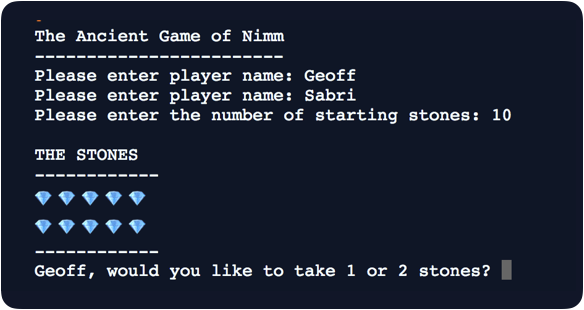 The Ancient Game of Nimm
------------------------
Please enter player name: Geoff
Please enter player name: Sabri
Please enter the number of starting stones: 10
THE STONES
------------
💎 💎 💎 💎 💎
💎 💎 💎 💎 💎
------------
Geoff, would you like to take 1 or 2 stones?